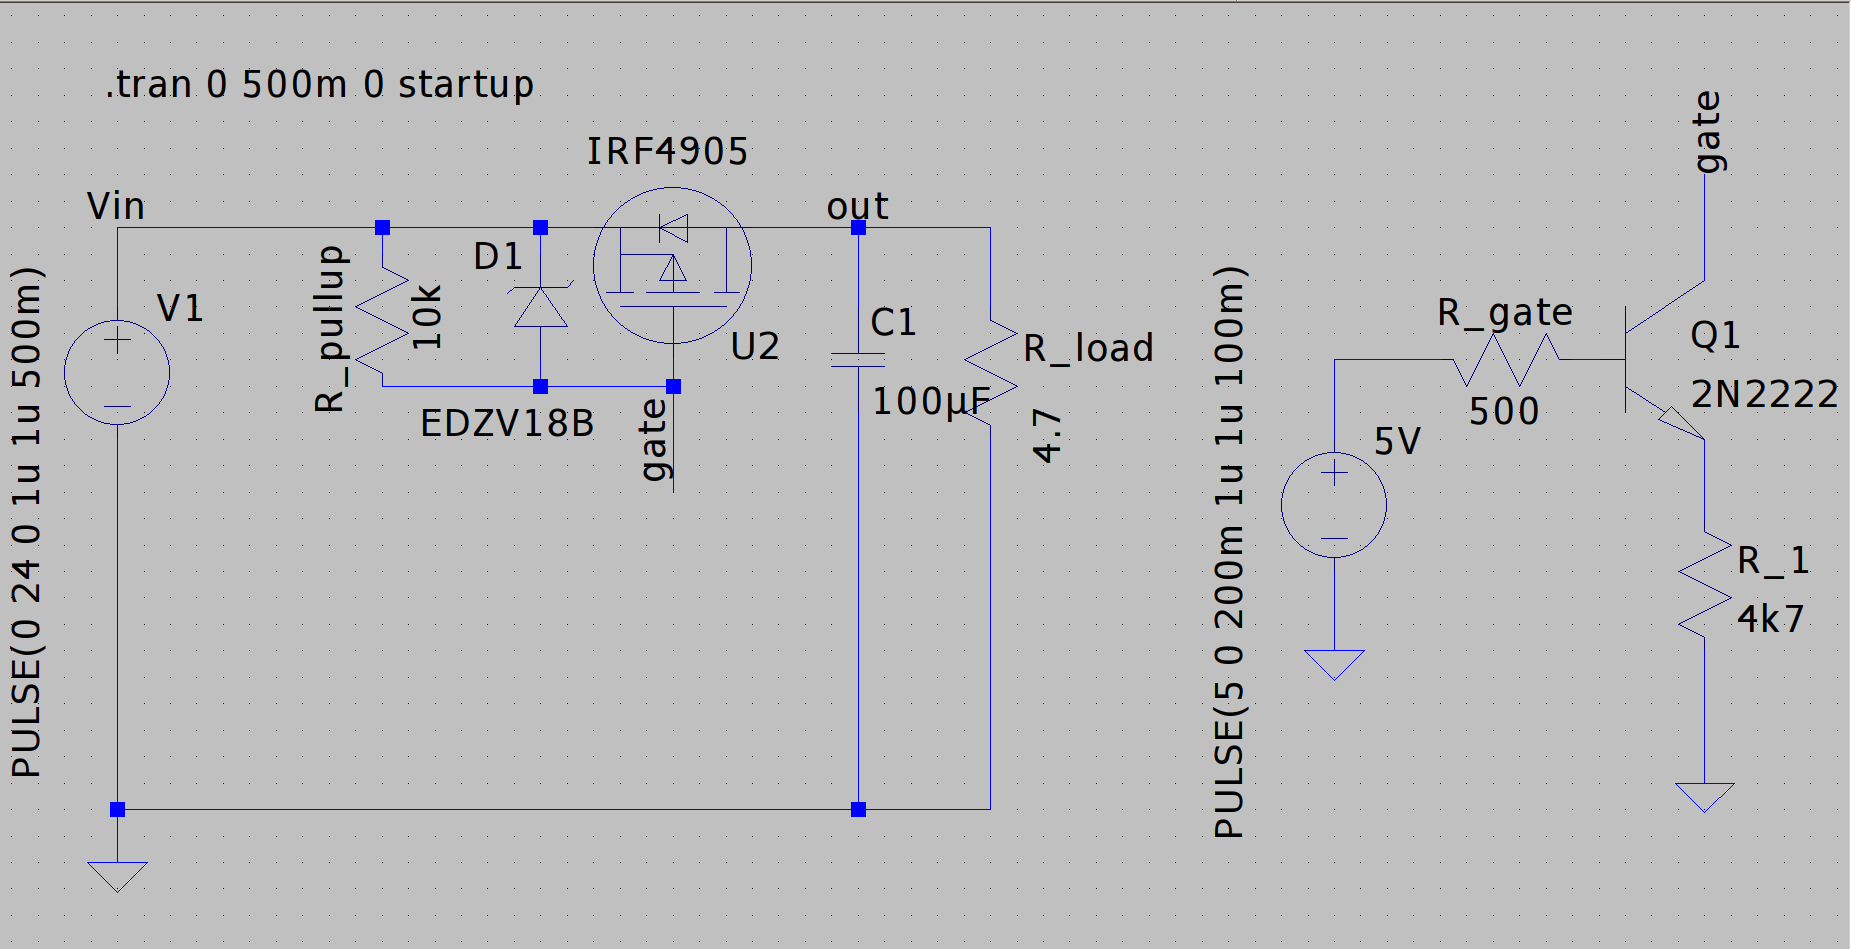 .tran 0 500m 0 startup
IRF4905
Vin
out
D1
V1
R_pullup
10k
U2
C1
R_load
100µF
4.7
EDZV18B
gate
PULSE(0 24 0 1u 1u 500m)
gate
R_gate
500
Q1
2N2222
5V
PULSE(5 0 200m 1u 1u 100m)
R_1
4k7